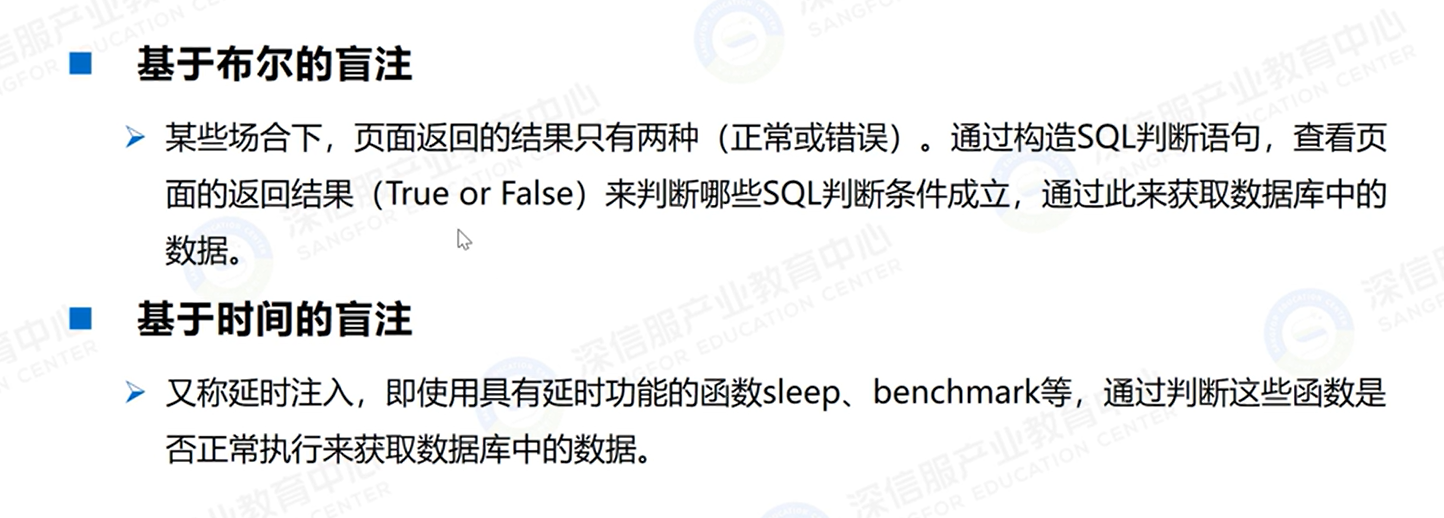 基于布尔的盲注
某些场合下，页面返回的结果只有两种（正常或错误）。通过构造SQL判断语句，查看页
面的返回结果（True or False）来判断哪些SQL判断条件成立，通过此来获取数据库中的
数据。
基于时间的盲注
又称延时注入，即使用具有延时功能的函数sleep、benchmark等，通过判断这些函数是
否正常执行来获取数据库中的数据。
深信服产业教育中心
SANGFOR EDUCATION CENTER